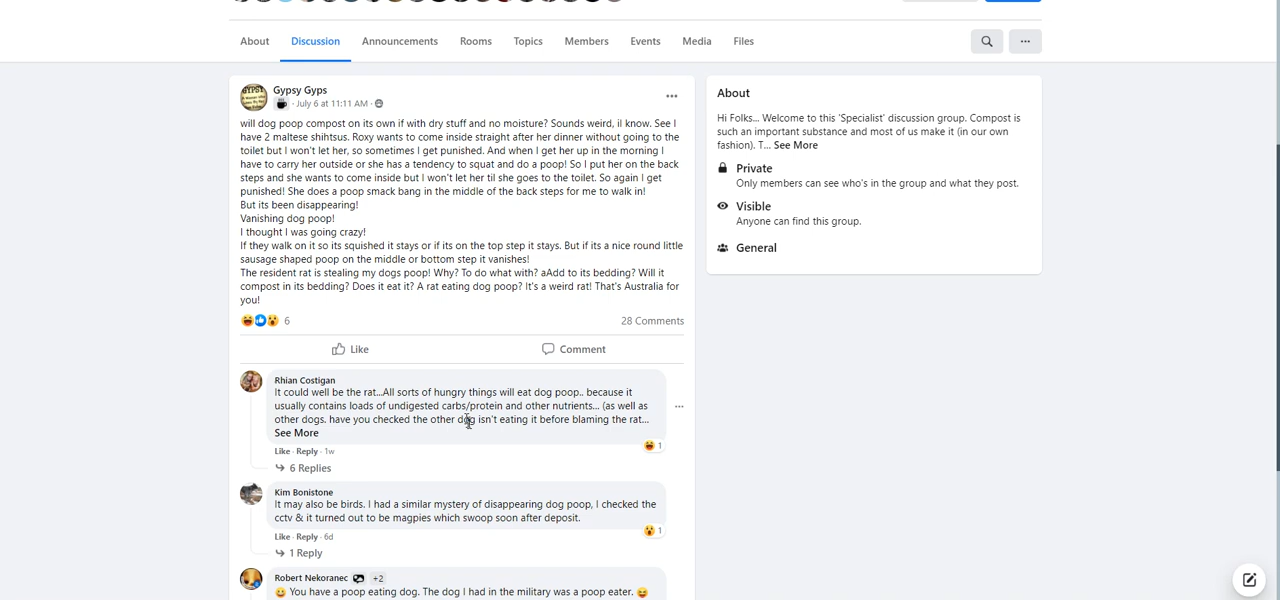 About
Discussion
Announcements
Rooms
Topics
Members
Events
Media
Files
GYPSY
Gypsy Gyps
· July 6 at 11:11 AM ·
will dog poop compost on its own if with dry stuff and no moisture? Sounds weird, il know. See I
have 2 maltese shihtsus. Roxy wants to come inside straight after her dinner without going to the
toilet but I won't let her, so sometimes I get punished. And when I get her up in the morning I
have to carry her outside or she has a tendency to squat and do a poop! So I put her on the back
steps and she wants to come inside but I won't let her til she goes to the toilet. So again I get
punished! She does a poop smack bang in the middle of the back steps for me to walk in!
But its been disappearing!
Vanishing dog poop!
I thought I was going crazy!
If they walk on it so its squished it stays or if its on the top step it stays. But if its a nice round little
sausage shaped poop on the middle or bottom step it vanishes!
The resident rat is stealing my dogs poop! Why? To do what with? aAdd to its bedding? Will it
compost in its bedding? Does it eat it? A rat eating dog poop? It's a weird rat! That's Australia for
you!
6
28 Comments
Like
Comment
Rhian Costigan
It could well be the rat...All sorts of hungry things will eat dog poop.. because it
usually contains loads of undigested carbs/protein and other nutrients... (as well as
other dogs. have you checked the other dog isn't eating it before blaming the rat...
See More
1
Like · Reply · 1w
6 Replies
Kim Bonistone
It may also be birds. I had a similar mystery of disappearing dog poop, I checked the
cctv & it turned out to be magpies which swoop soon after deposit.
1
Like · Reply · 6d
1 Reply
Robert Nekoranec +2
😀 You have a poop eating dog. The dog I had in the military was a poop eater. 😝
About
Hi Folks... Welcome to this 'Specialist' discussion group. Compost is
such an important substance and most of us make it (in our own
fashion). T... See More
Private
Only members can see who's in the group and what they post.
Visible
Anyone can find this group.
General